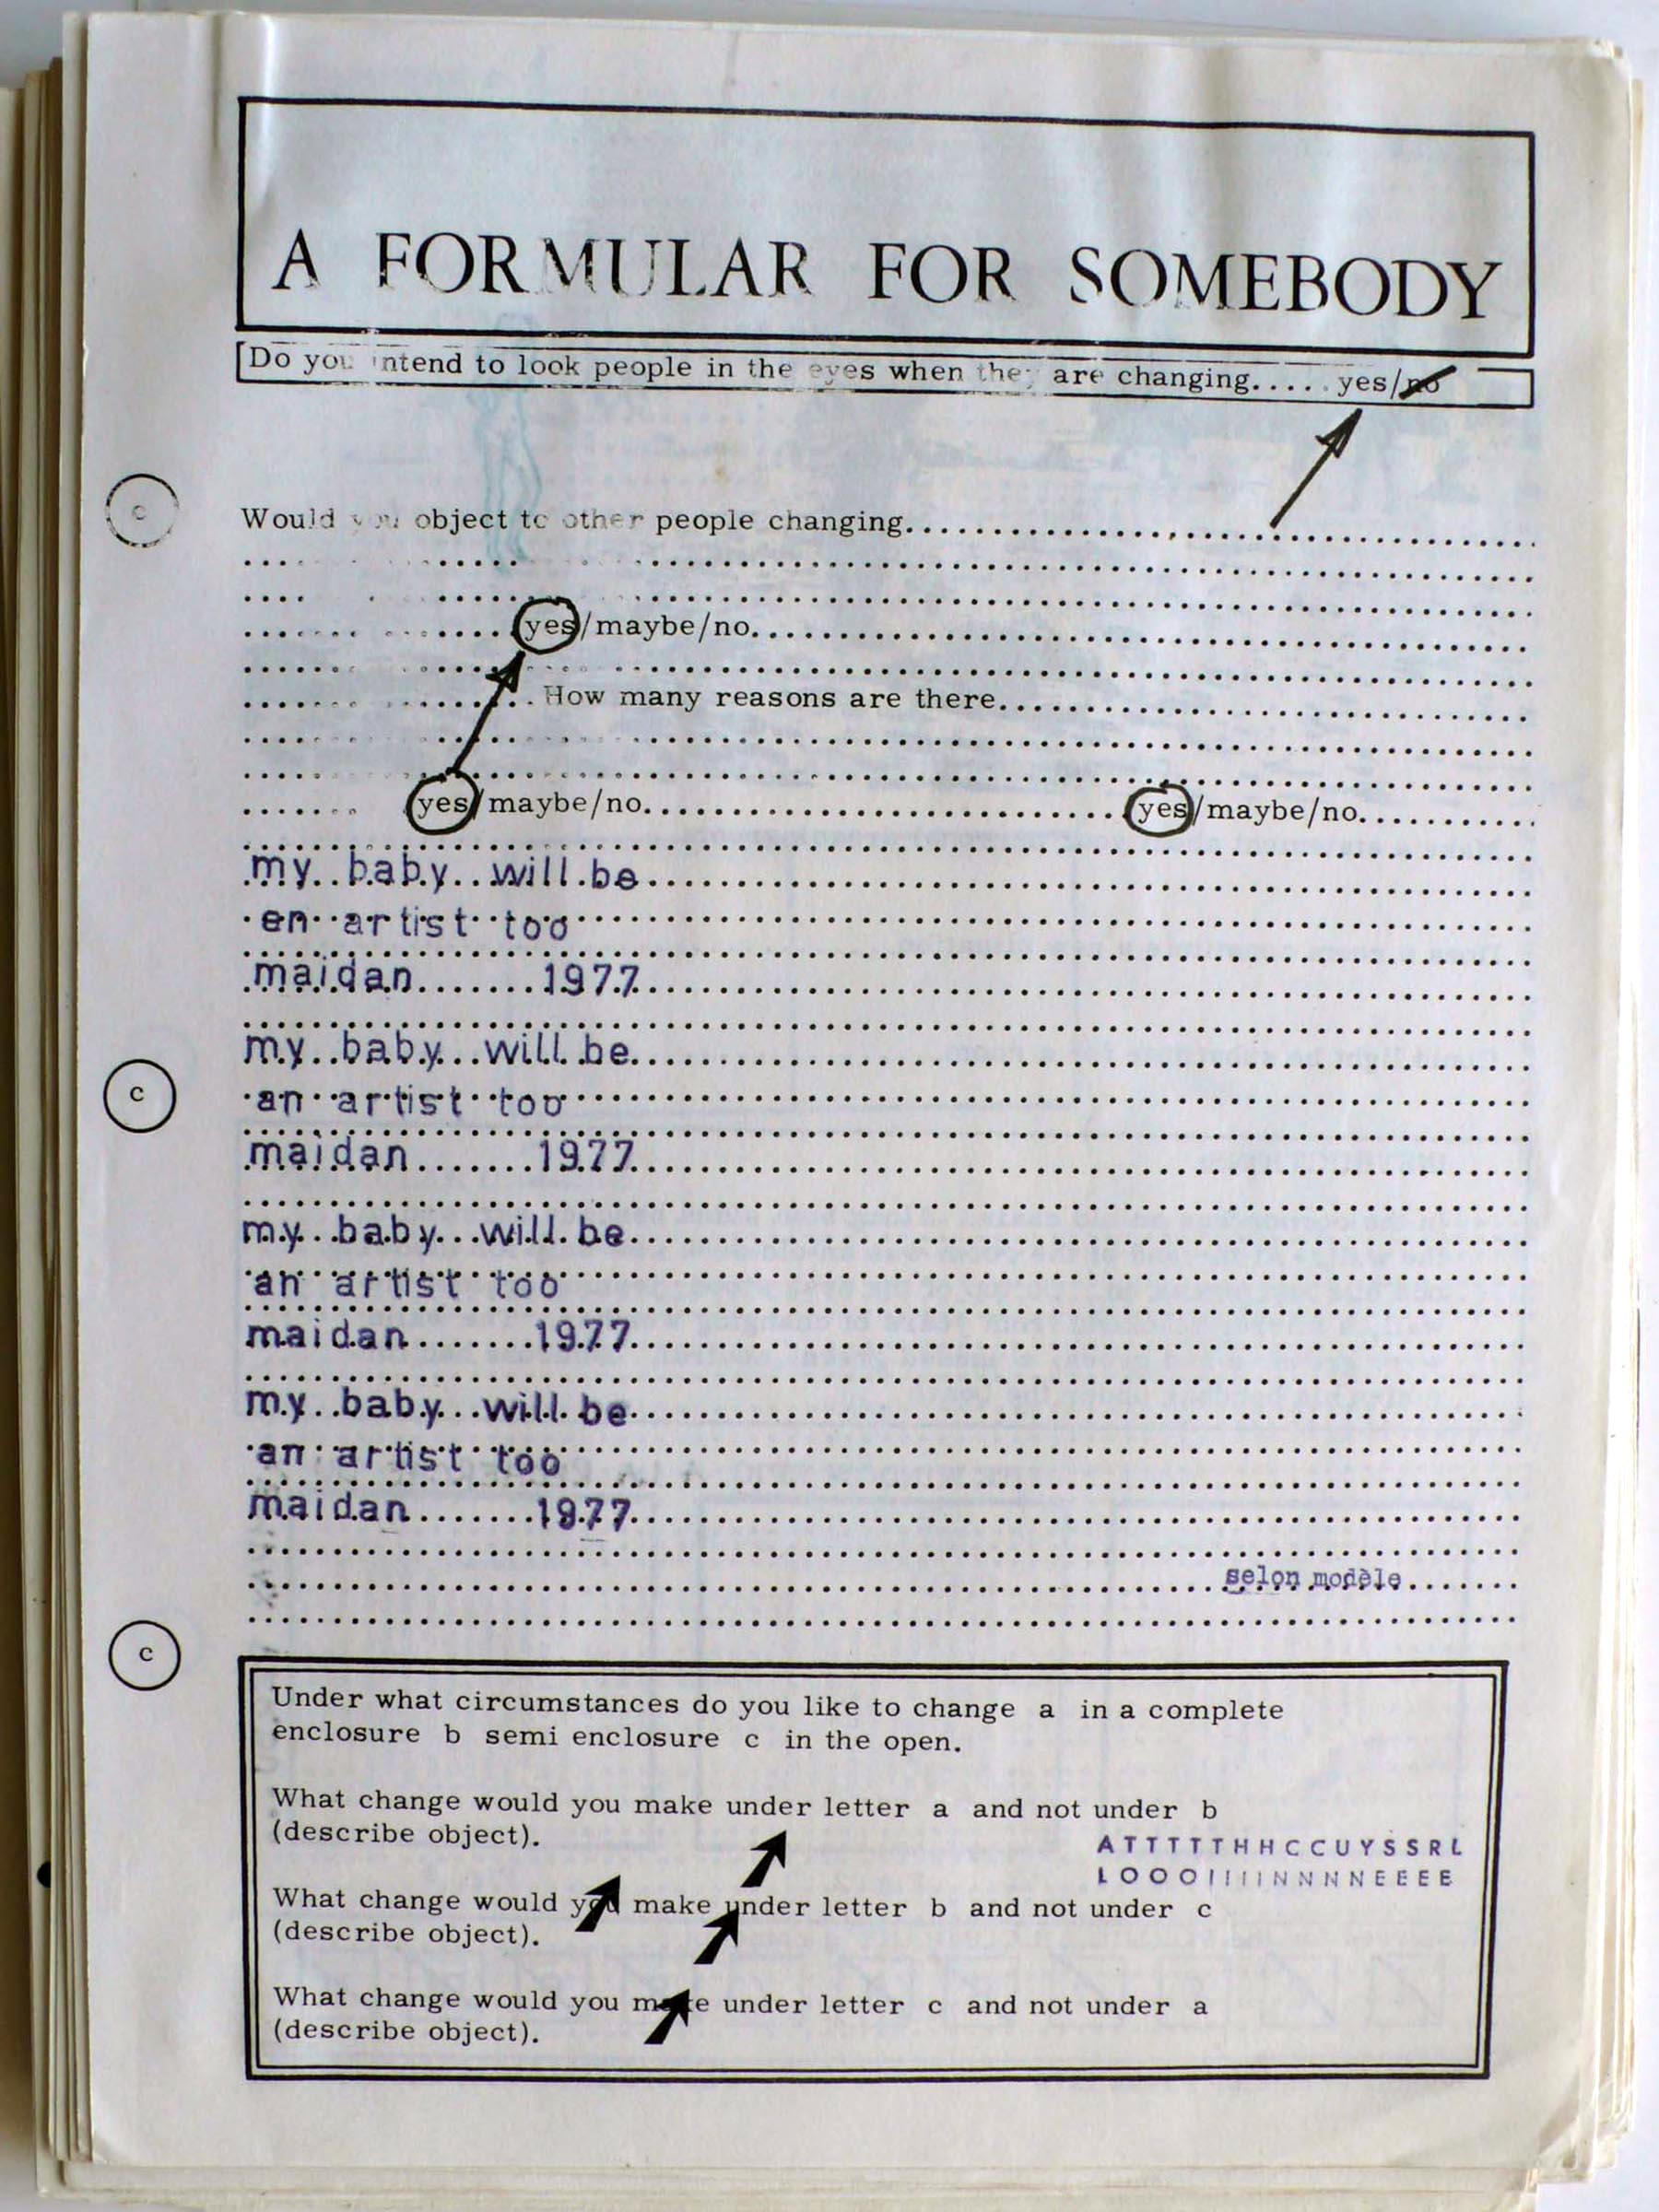 A FORMULAR FOR SOMEBODY
Do you intend to look people in the eyes when they are changing..... yes/no
c
Would you object to other people changing
yes/maybe/no
How many reasons are there
yes/maybe/no yes/maybe/no
my baby will be
en artist too
maidan 1977
c
my baby will be
an artist too
maidan 1977
my baby will be
an artist too
maidan 1977
my baby will be
an artist too
maidan 1977
selon modèle
c
Under what circumstances do you like to change a in a complete
enclosure b semi enclosure c in the open.
What change would you make under letter a and not under b
(describe object).
ATTTTTHHCCUYSSRL
LOOOIIIINNNNEEEE
What change would you make under letter b and not under c
(describe object).
What change would you make under letter c and not under a
(describe object).